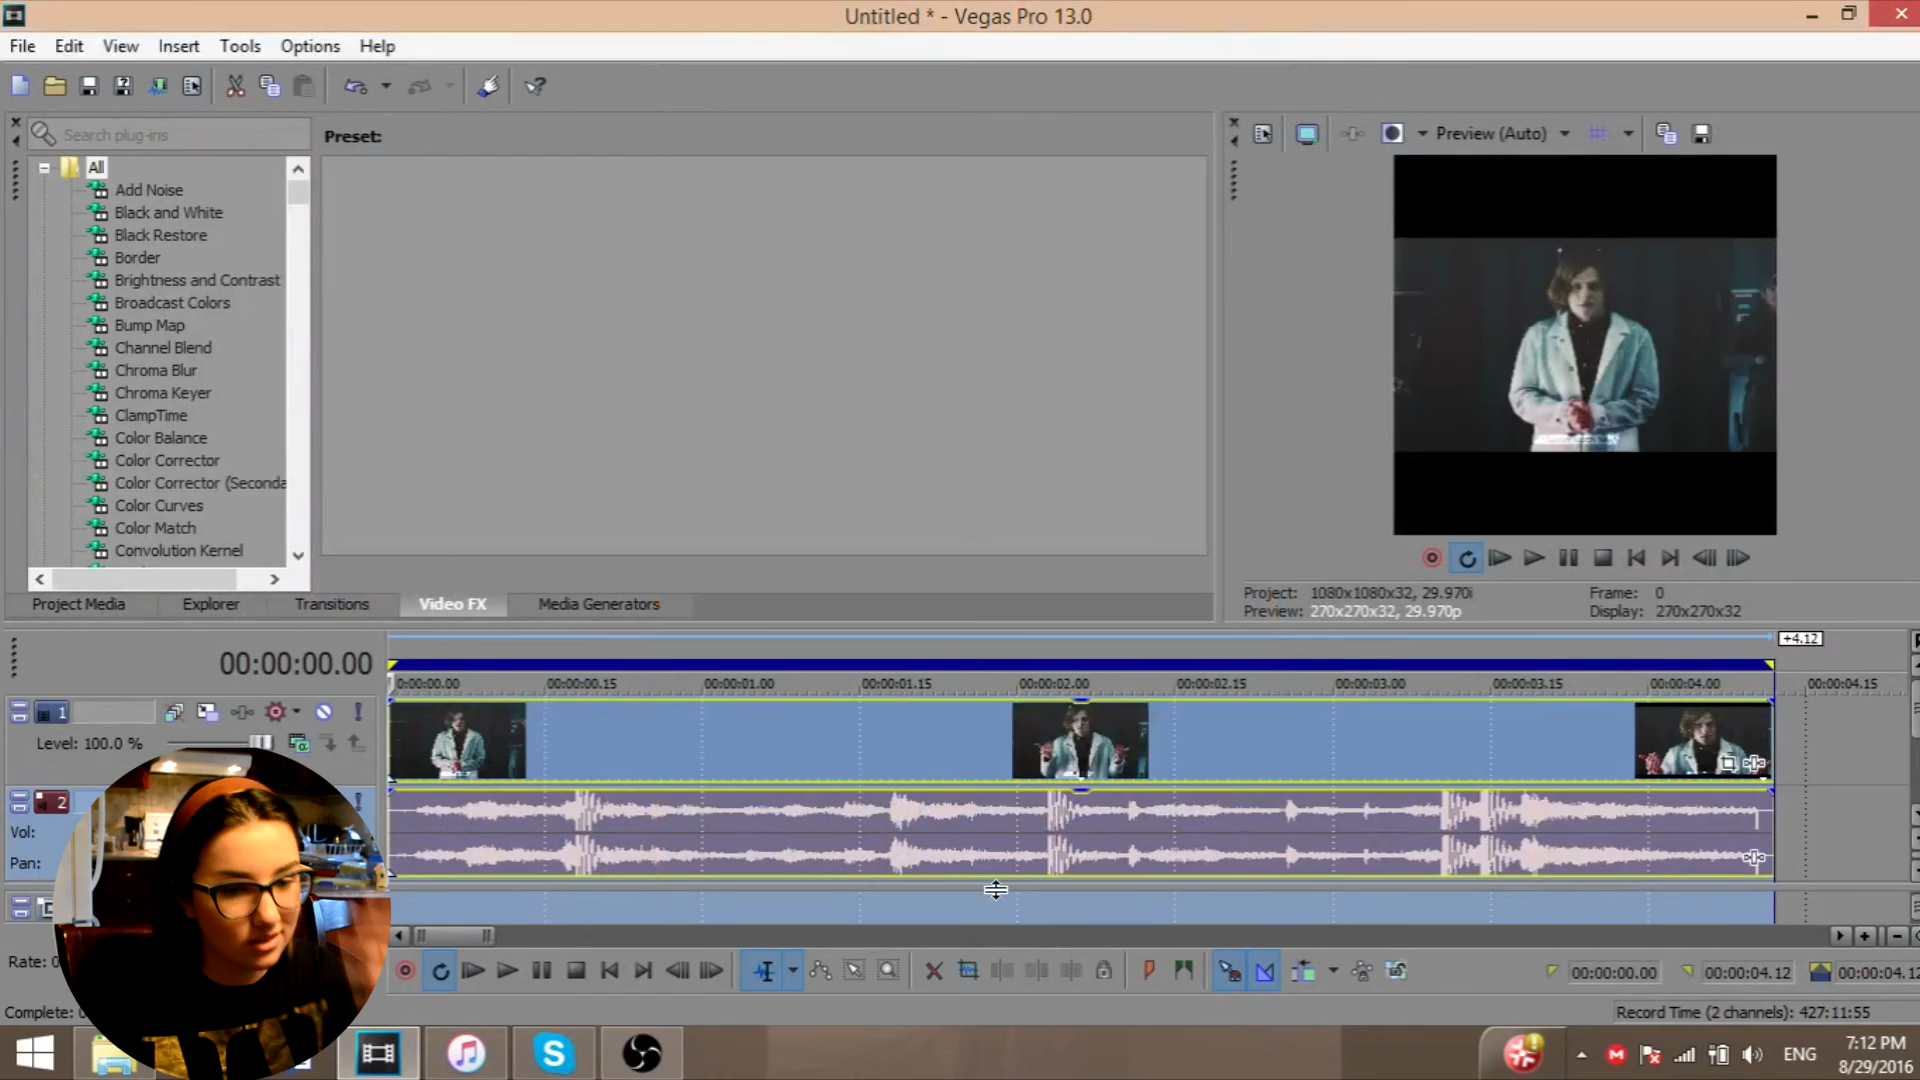 Untitled * - Vegas Pro 13.0
File Edit View Insert Tools Options Help
Search plug-ins
Preset:
Preview (Auto)
All
Add Noise
Black and White
Black Restore
Border
Brightness and Contrast
Broadcast Colors
Bump Map
Channel Blend
Chroma Blur
Chroma Keyer
ClampTime
Color Balance
Color Corrector
Color Corrector (Seconda
Color Curves
Color Match
Convolution Kernel
Project Media Explorer Transitions Video FX Media Generators
Project: 1080x1080x32, 29.970i Frame: 0
Preview: 270x270x32, 29.970p Display: 270x270x32
+4.12
00:00:00.00
0:00:00.00 00:00:00.15 00:00:01.00 00:00:01.15 00:00:02.00 00:00:02.15 00:00:03.00 00:00:03.15 00:00:04.00 00:00:04.15
1
Level: 100.0 %
2
Vol:
Pan:
Rate: 0
00:00:00.00 00:00:04.12 00:00:04.12
Complete: 0
Record Time (2 channels): 427:11:55
ENG
7:12 PM
8/29/2016